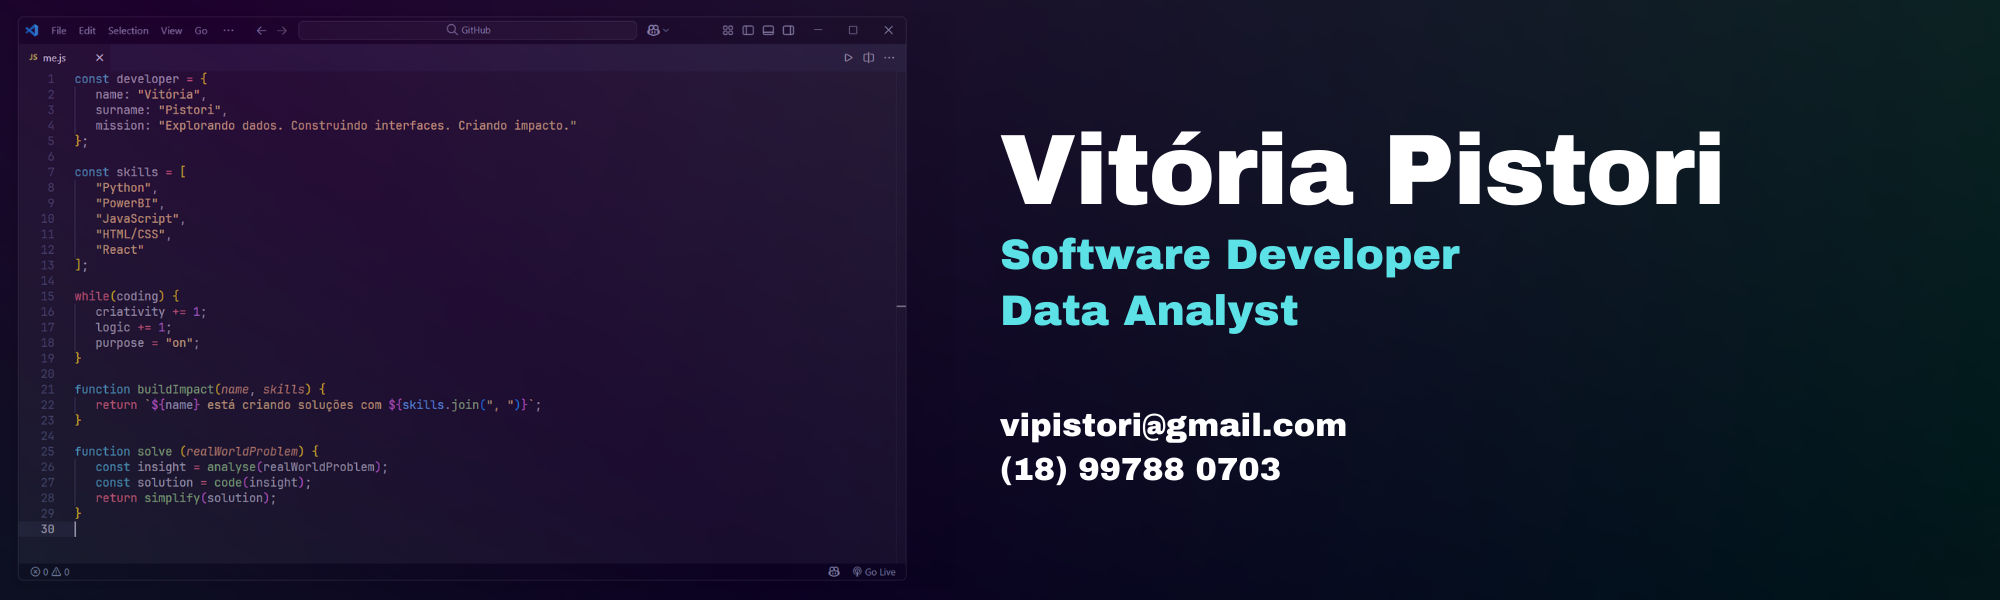 File Edit Selection View Go ··· ← → GitHub
JS me.js ×
1 const developer = {
2 name: "Vitória",
3 surname: "Pistori",
4 mission: "Explorando dados. Construindo interfaces. Criando impacto."
5 };
6
7 const skills = [
8 "Python",
9 "PowerBI",
10 "JavaScript",
11 "HTML/CSS",
12 "React"
13 ];
14
15 while(coding) {
16 criativity += 1;
17 logic += 1;
18 purpose = "on";
19 }
20
21 function buildImpact(name, skills) {
22 return `${name} está criando soluções com ${skills.join(", ")}`;
23 }
24
25 function solve (realWorldProblem) {
26 const insight = analyse(realWorldProblem);
27 const solution = code(insight);
28 return simplify(solution);
29 }
30
0 0 Go Live
Vitória Pistori
Software Developer
Data Analyst
vipistori@gmail.com
(18) 99788 0703